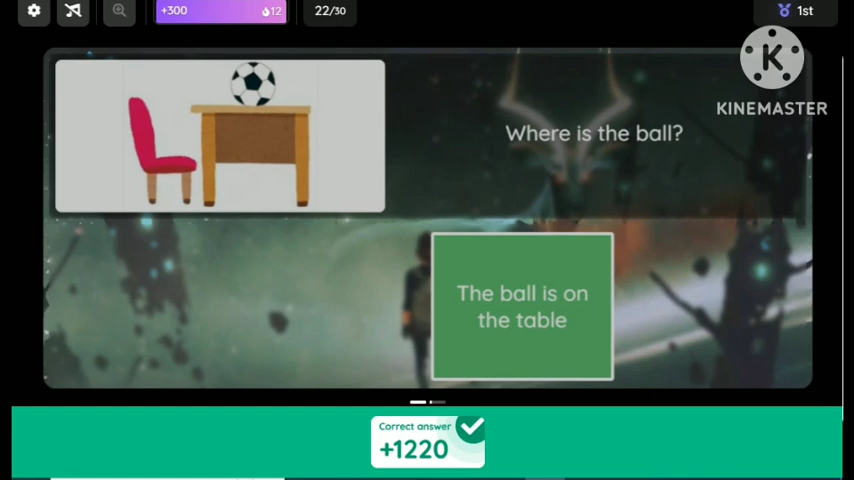 +300
12
22/30
1st
K
KINEMASTER
Where is the ball?
The ball is on
the table
Correct answer
+1220